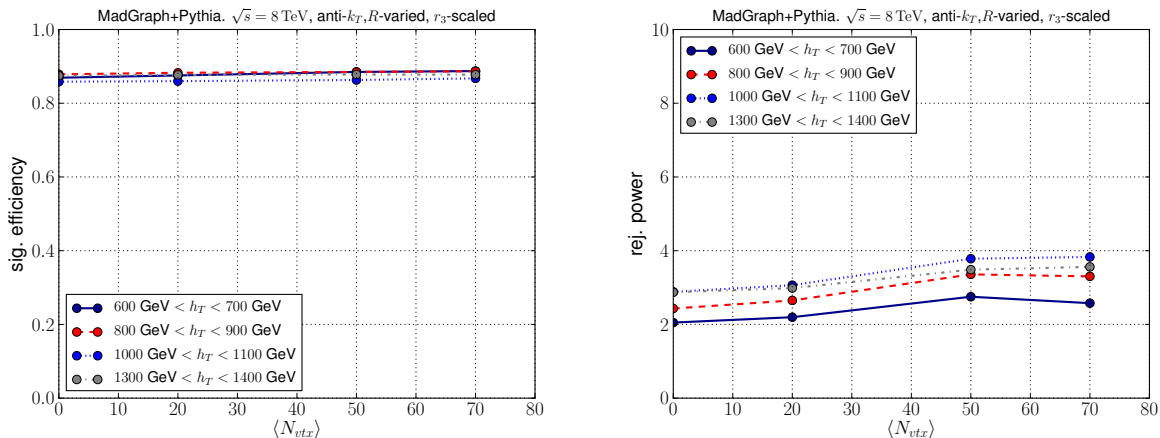 MadGraph+Pythia. √s = 8 TeV, anti-k_T,R-varied, r_3-scaled
1.0
0.8
0.6
0.4
0.2
0.0
sig. efficiency
600 GeV < h_T < 700 GeV
800 GeV < h_T < 900 GeV
1000 GeV < h_T < 1100 GeV
1300 GeV < h_T < 1400 GeV
0 10 20 30 40 50 60 70 80
⟨N_vtx⟩
MadGraph+Pythia. √s = 8 TeV, anti-k_T,R-varied, r_3-scaled
10
8
6
4
2
0
rej. power
600 GeV < h_T < 700 GeV
800 GeV < h_T < 900 GeV
1000 GeV < h_T < 1100 GeV
1300 GeV < h_T < 1400 GeV
0 10 20 30 40 50 60 70 80
⟨N_vtx⟩